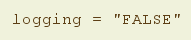 logging = "FALSE"